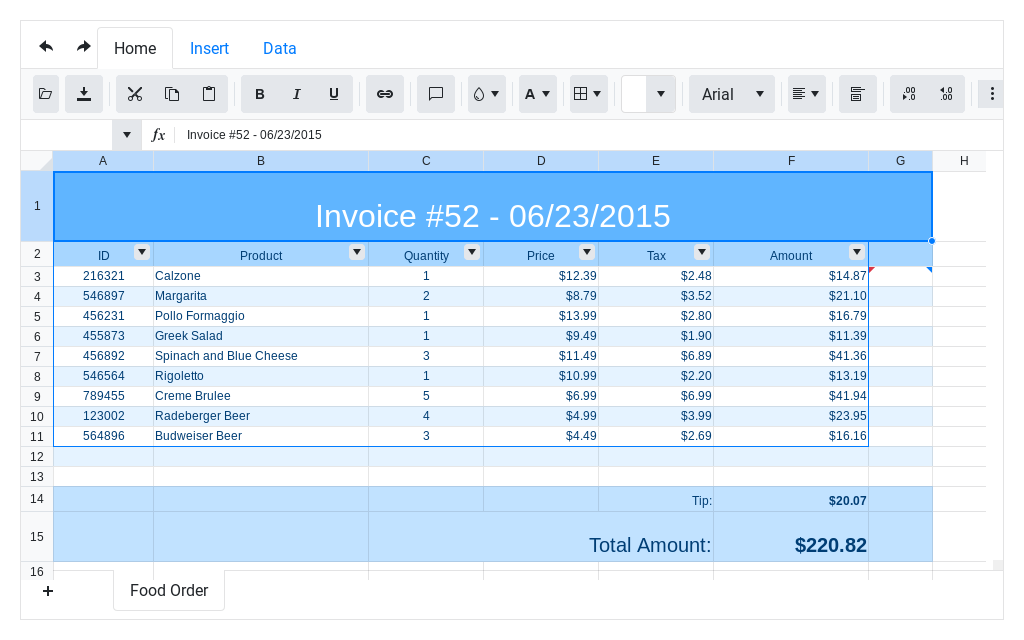 Home Insert Data
B I U A Arial .00 .0 .0 .00
fx Invoice #52 - 06/23/2015
A B C D E F G H
1 Invoice #52 - 06/23/2015
2 ID Product Quantity Price Tax Amount
3 216321 Calzone 1 $12.39 $2.48 $14.87
4 546897 Margarita 2 $8.79 $3.52 $21.10
5 456231 Pollo Formaggio 1 $13.99 $2.80 $16.79
6 455873 Greek Salad 1 $9.49 $1.90 $11.39
7 456892 Spinach and Blue Cheese 3 $11.49 $6.89 $41.36
8 546564 Rigoletto 1 $10.99 $2.20 $13.19
9 789455 Creme Brulee 5 $6.99 $6.99 $41.94
10 123002 Radeberger Beer 4 $4.99 $3.99 $23.95
11 564896 Budweiser Beer 3 $4.49 $2.69 $16.16
12
13
14 Tip: $20.07
15 Total Amount: $220.82
16
+ Food Order